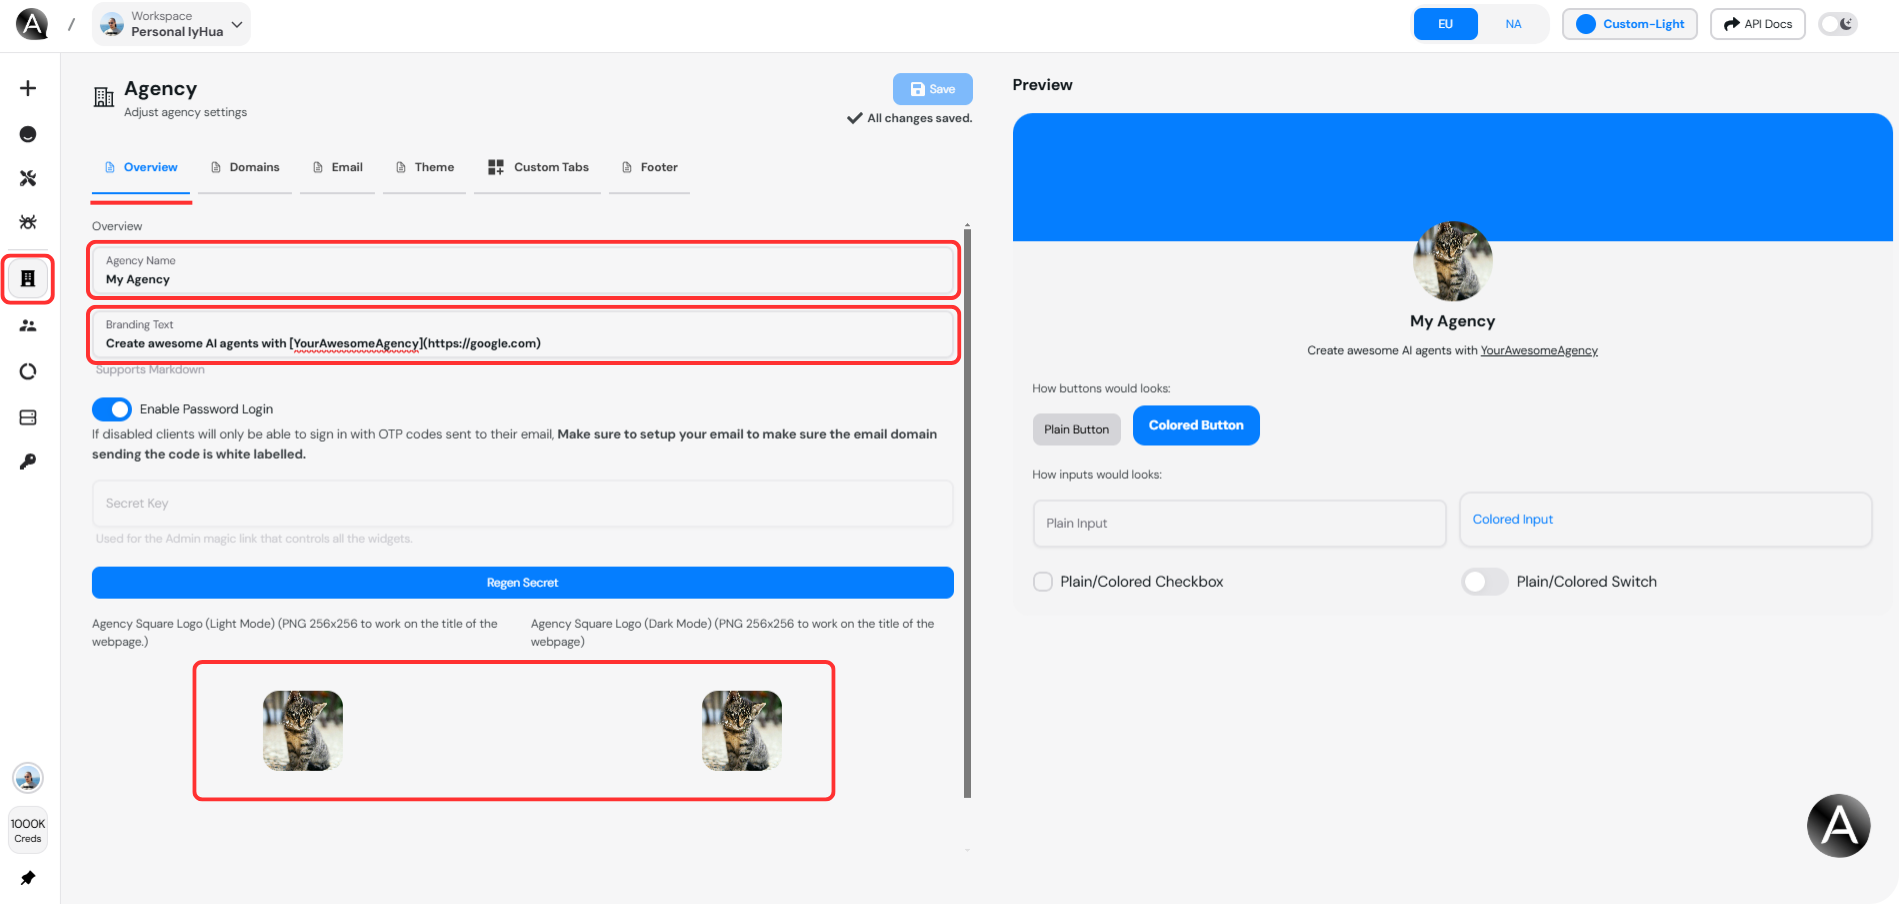 A
/
Workspace
Personal lyHua
EU
NA
Custom-Light
API Docs
Agency
Adjust agency settings
Save
All changes saved.
Overview
Domains
Email
Theme
Custom Tabs
Footer
Overview
Agency Name
My Agency
Branding Text
Create awesome AI agents with [YourAwesomeAgency](https://google.com)
Supports Markdown
Enable Password Login
If disabled clients will only be able to sign in with OTP codes sent to their email, Make sure to setup your email to make sure the email domain
sending the code is white labelled.
Secret Key
Used for the Admin magic link that controls all the widgets.
Regen Secret
Agency Square Logo (Light Mode) (PNG 256x256 to work on the title of the
webpage.)
Agency Square Logo (Dark Mode) (PNG 256x256 to work on the title of the
webpage)
1000K
Creds
Preview
My Agency
Create awesome AI agents with YourAwesomeAgency
How buttons would looks:
Plain Button
Colored Button
How inputs would looks:
Plain Input
Colored Input
Plain/Colored Checkbox
Plain/Colored Switch
A